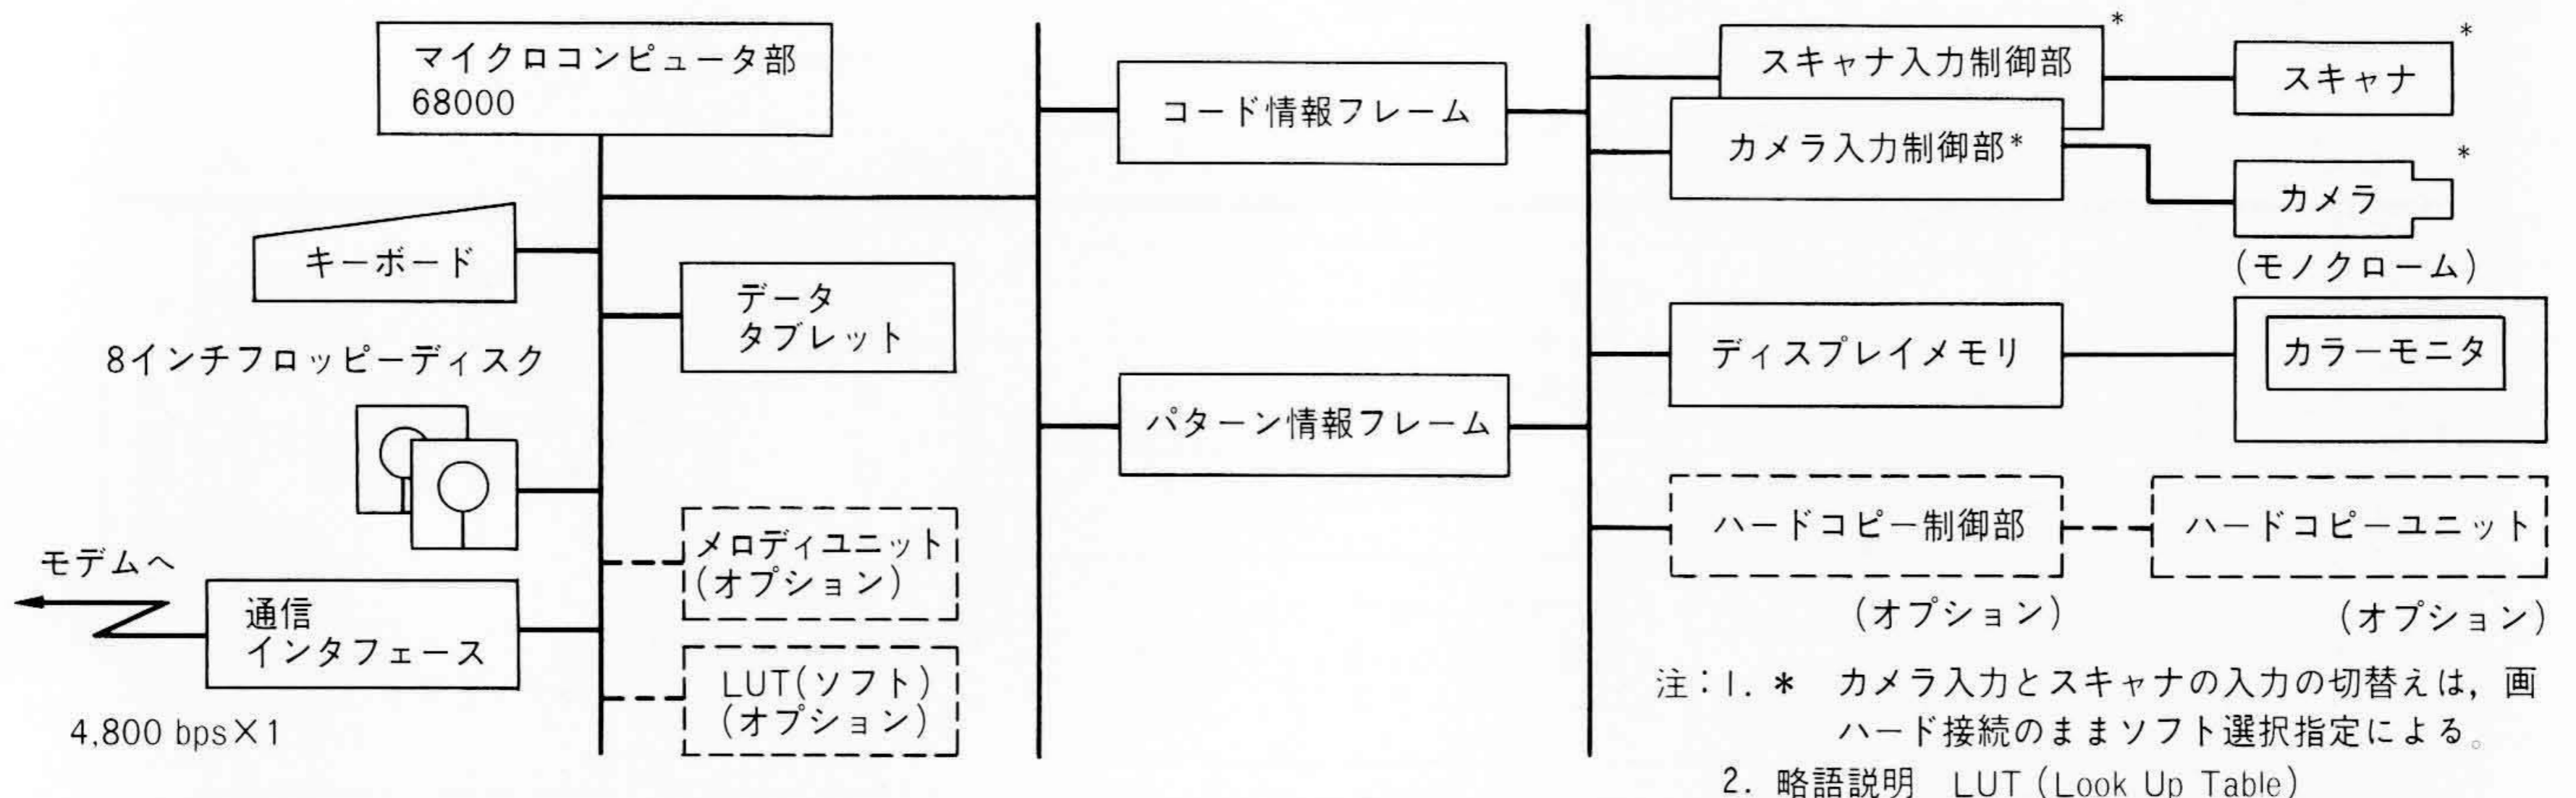 マイクロコンピュータ部
68000
キーボード
データ
タブレット
8インチフロッピーディスク
モデムへ
通信
インタフェース
4,800 bps×1
メロディユニット
(オプション)
LUT(ソフト)
(オプション)
コード情報フレーム
パターン情報フレーム
スキャナ入力制御部*
カメラ入力制御部*
スキャナ*
カメラ*
(モノクローム)
ディスプレイメモリ
カラーモニタ
ハードコピー制御部
(オプション)
ハードコピーユニット
(オプション)
注:1. * カメラ入力とスキャナの入力の切替えは,画
ハード接続のままソフト選択指定による。
2. 略語説明 LUT (Look Up Table)